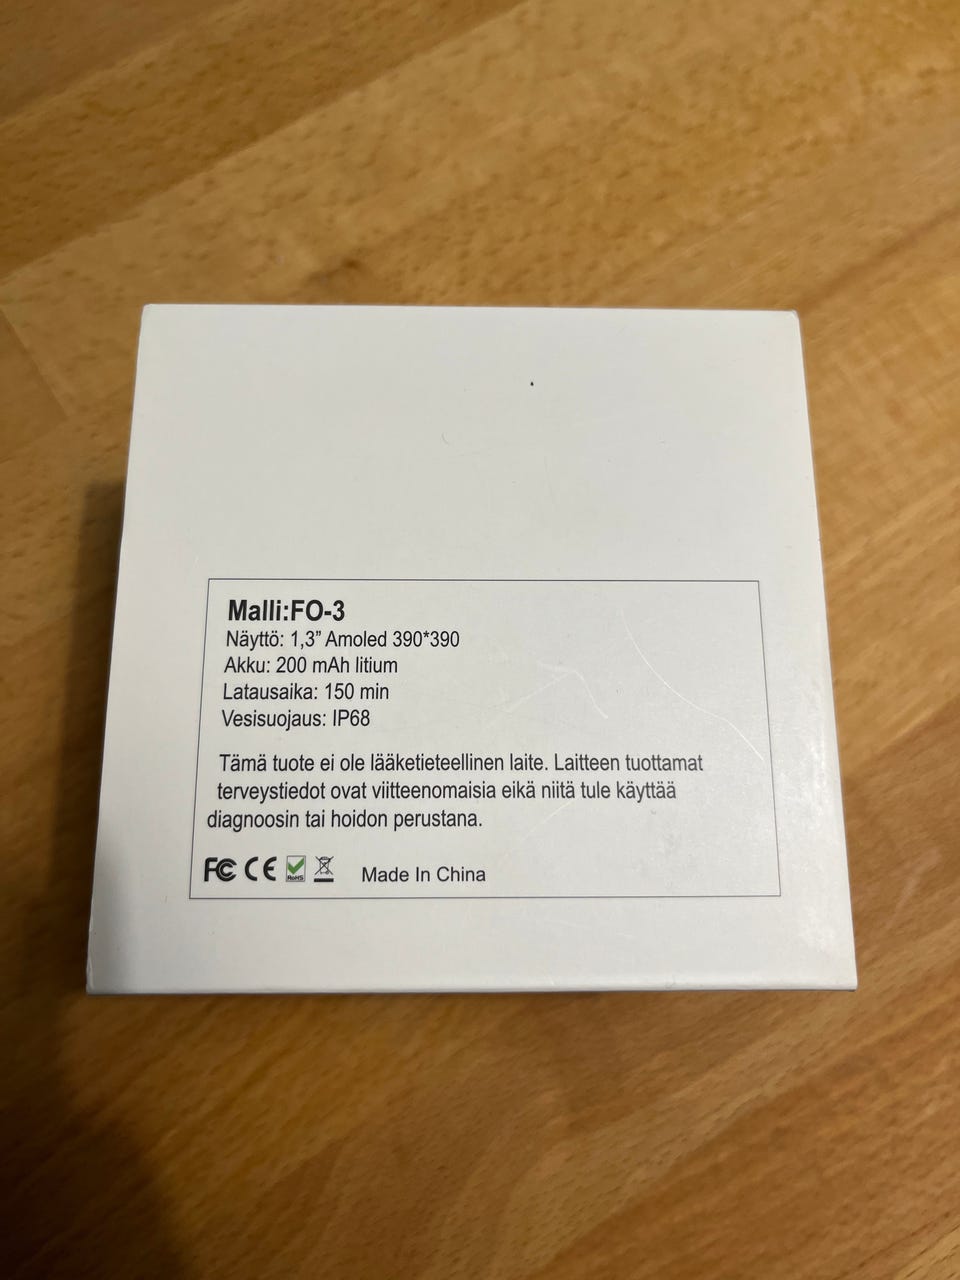 Malli:FO-3
Näyttö: 1,3” Amoled 390*390
Akku: 200 mAh litium
Latausaika: 150 min
Vesisuojaus: IP68
Tämä tuote ei ole lääketieteellinen laite. Laitteen tuottamat
terveystiedot ovat viitteenomaisia eikä niitä tule käyttää
diagnoosin tai hoidon perustana.
FC CE RoHS Made In China